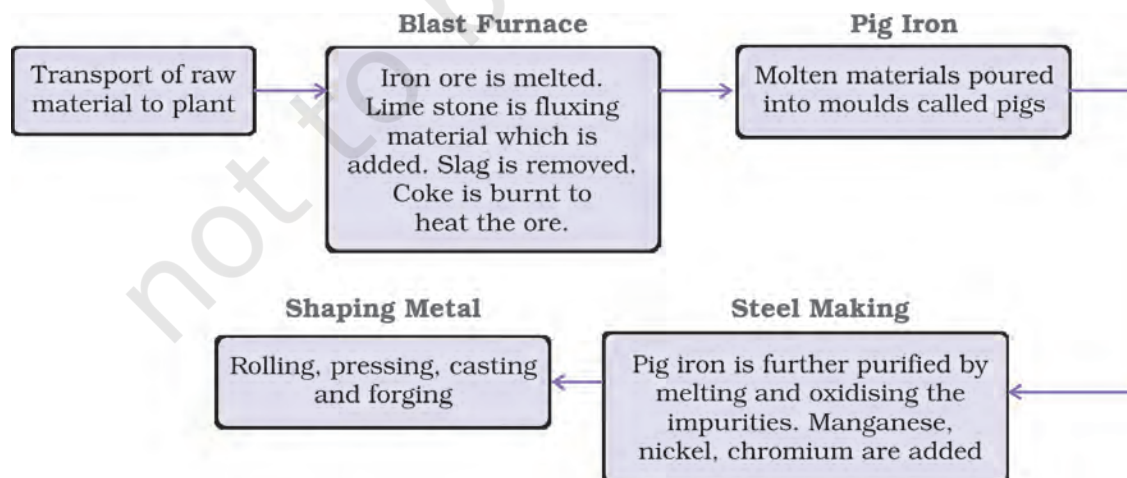 Blast Furnace
Pig Iron
Transport of raw
material to plant
Iron ore is melted.
Lime stone is fluxing
material which is
added. Slag is removed.
Coke is burnt to
heat the ore.
Molten materials poured
into moulds called pigs
Shaping Metal
Steel Making
Rolling, pressing, casting
and forging
Pig iron is further purified by
melting and oxidising the
impurities. Manganese,
nickel, chromium are added
not to